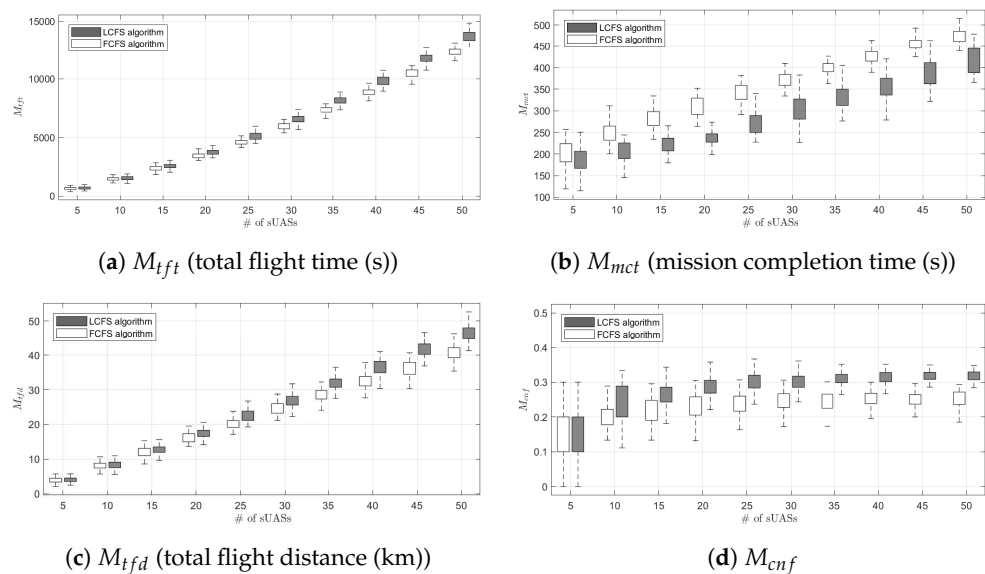 15000
10000
5000
0
M_tft
LCFS algorithm
FCFS algorithm
5 10 15 20 25 30 35 40 45 50
# of sUASs
(a) M_tft (total flight time (s))
500
450
400
350
300
250
200
150
100
M_mct
FCFS algorithm
LCFS algorithm
5 10 15 20 25 30 35 40 45 50
# of sUASs
(b) M_mct (mission completion time (s))
50
40
30
20
10
0
M_tfd
LCFS algorithm
FCFS algorithm
5 10 15 20 25 30 35 40 45 50
# of sUASs
(c) M_tfd (total flight distance (km))
0.5
0.4
0.3
0.2
0.1
0
M_cnf
LCFS algorithm
FCFS algorithm
5 10 15 20 25 30 35 40 45 50
# of sUASs
(d) M_cnf